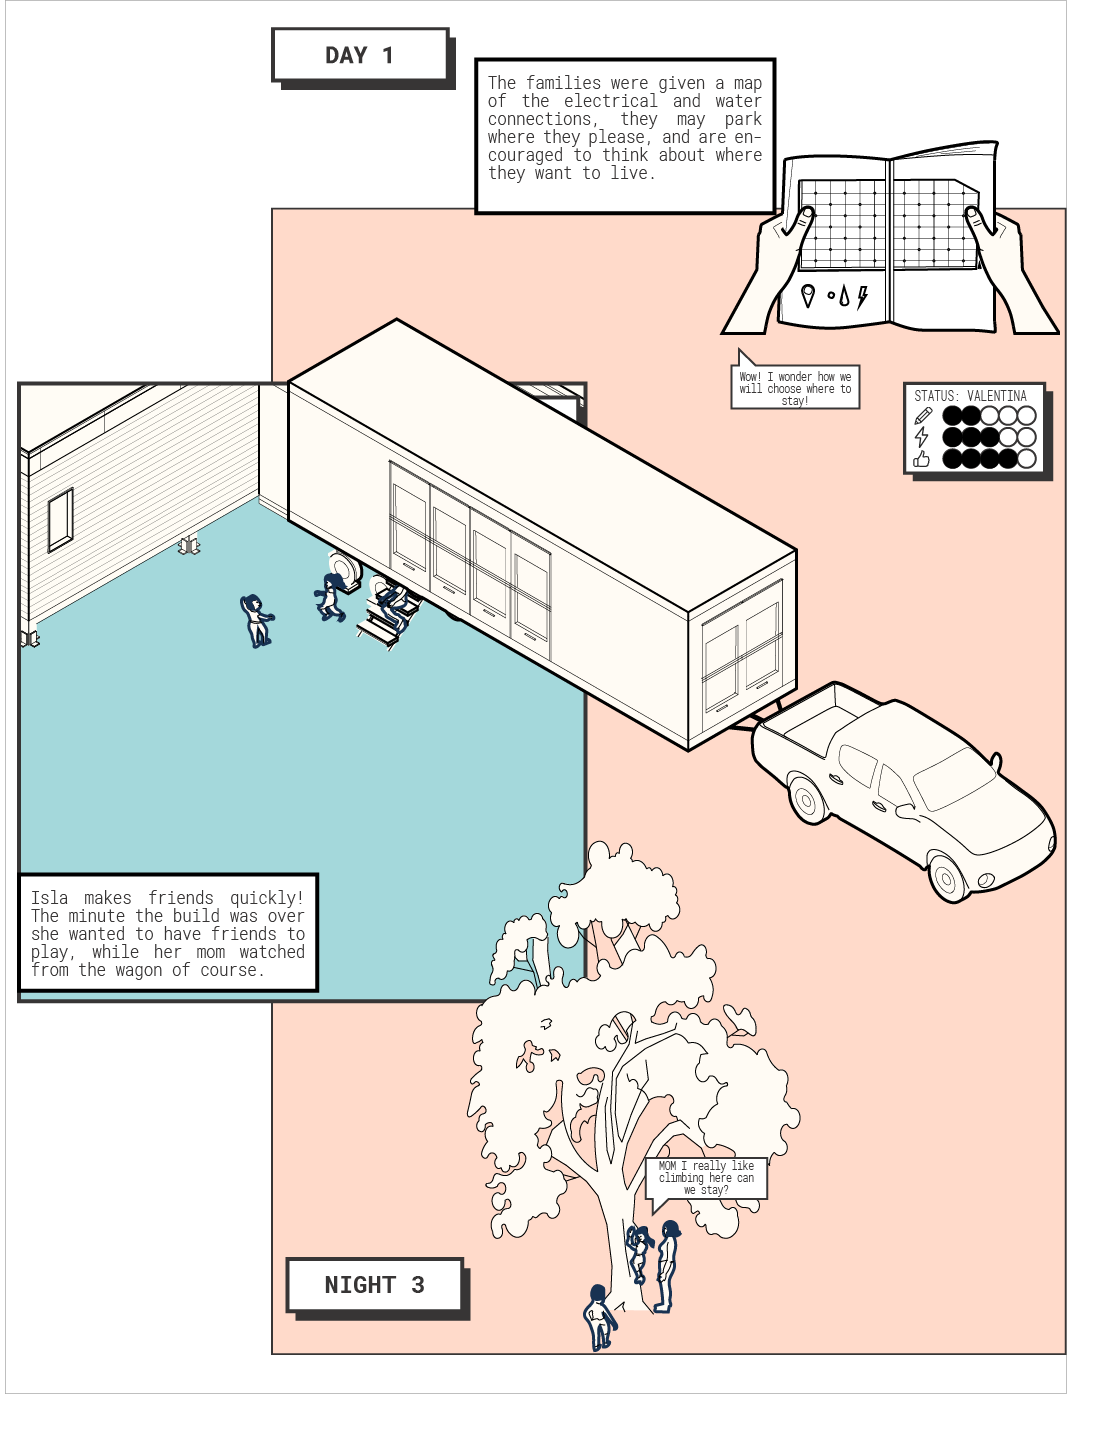 DAY 1
The families were given a map
of the electrical and water
connections, they may park
where they please, and are en-
couraged to think about where
they want to live.
Wow! I wonder how we
will choose where to
stay!
STATUS: VALENTINA
Isla makes friends quickly!
The minute the build was over
she wanted to have friends to
play, while her mom watched
from the wagon of course.
MOM I really like
climbing here can
we stay?
NIGHT 3